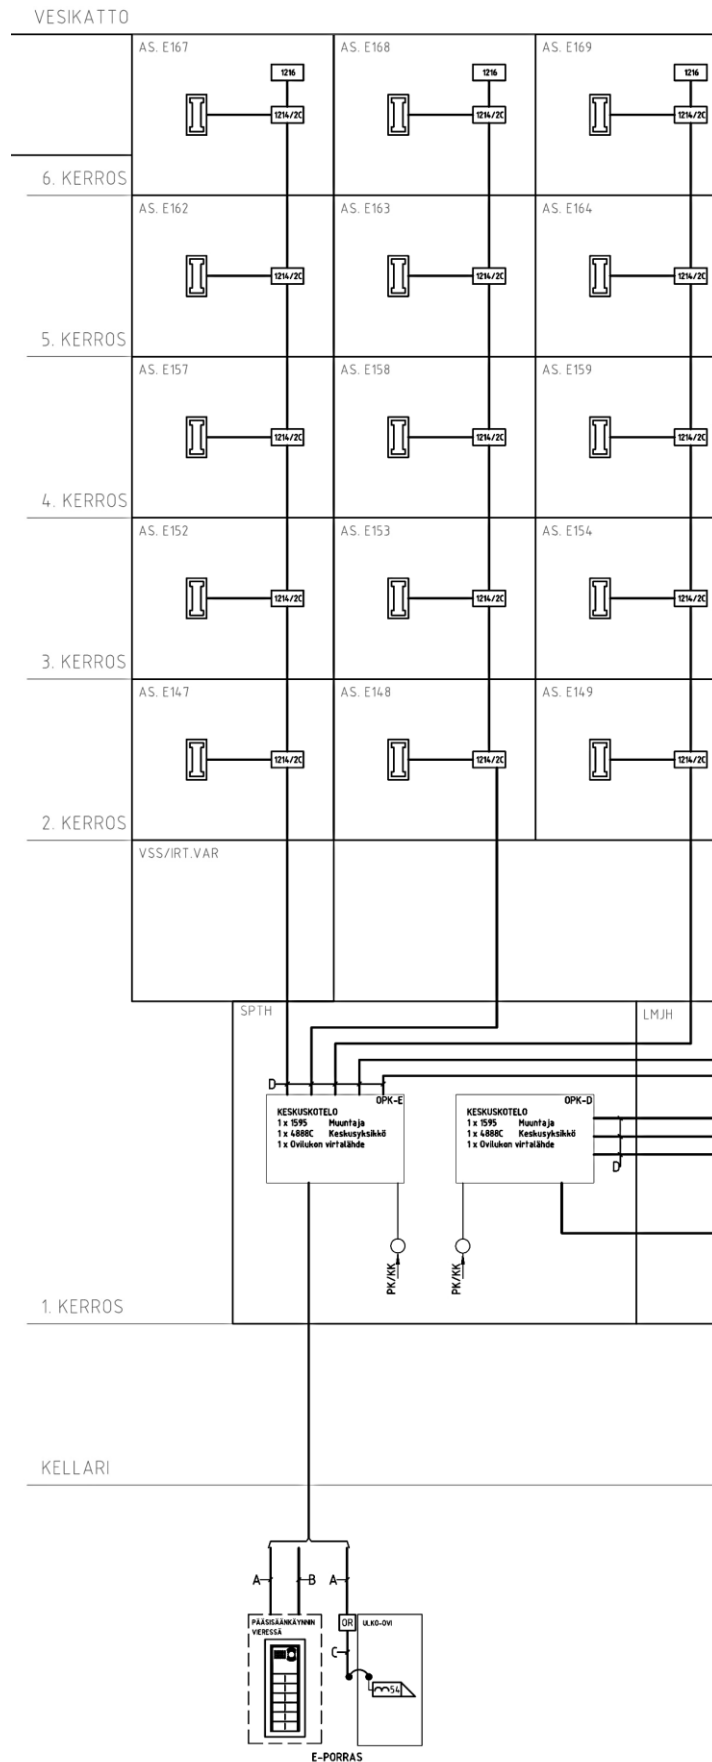 VESIKATTO
AS. E167
AS. E168
AS. E169
1216
1216
1216
1214/2C
1214/2C
1214/2C
6. KERROS
AS. E162
AS. E163
AS. E164
1214/2C
1214/2C
1214/2C
5. KERROS
AS. E157
AS. E158
AS. E159
1214/2C
1214/2C
1214/2C
4. KERROS
AS. E152
AS. E153
AS. E154
1214/2C
1214/2C
1214/2C
3. KERROS
AS. E147
AS. E148
AS. E149
1214/2C
1214/2C
1214/2C
2. KERROS
VSS/IRT.VAR
SPTH
LMJH
D
OPK-E
KESKUSKOTELO
1 x 1595 Muuntaja
1 x 4888C Keskusyksikkö
1 x Ovilukon virtalähde
OPK-D
KESKUSKOTELO
1 x 1595 Muuntaja
1 x 4888C Keskusyksikkö
1 x Ovilukon virtalähde
D
PK/KK
PK/KK
1. KERROS
KELLARI
A
B
A
PÄÄSISÄÄNKÄYNNIN
VIERESSÄ
OR
ULKO-OVI
C
54
E-PORRAS